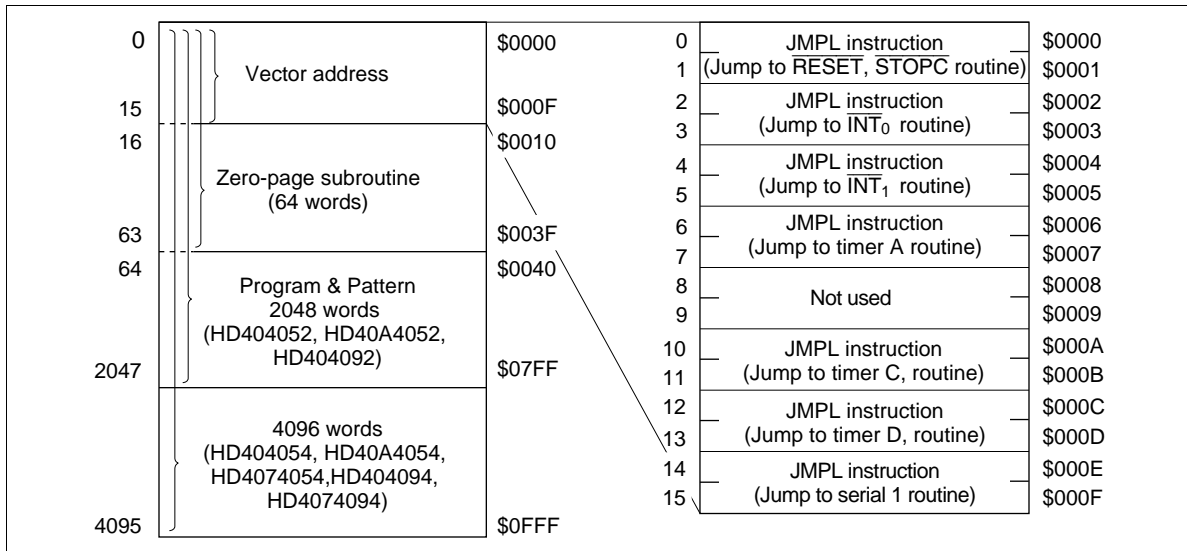 0
$0000
Vector address
15
$000F
16
$0010
Zero-page subroutine
(64 words)
63
$003F
64
$0040
Program & Pattern
2048 words
(HD404052, HD40A4052,
HD404092)
2047
$07FF
4096 words
(HD404054, HD40A4054,
HD4074054,HD404094,
HD4074094)
4095
$0FFF
0
JMPL instruction
$0000
1
(Jump to RESET, STOPC routine)
$0001
2
JMPL instruction
$0002
3
(Jump to INT0 routine)
$0003
4
JMPL instruction
$0004
5
(Jump to INT1 routine)
$0005
6
JMPL instruction
$0006
7
(Jump to timer A routine)
$0007
8
Not used
$0008
9
$0009
10
JMPL instruction
$000A
11
(Jump to timer C, routine)
$000B
12
JMPL instruction
$000C
13
(Jump to timer D, routine)
$000D
14
JMPL instruction
$000E
15
(Jump to serial 1 routine)
$000F